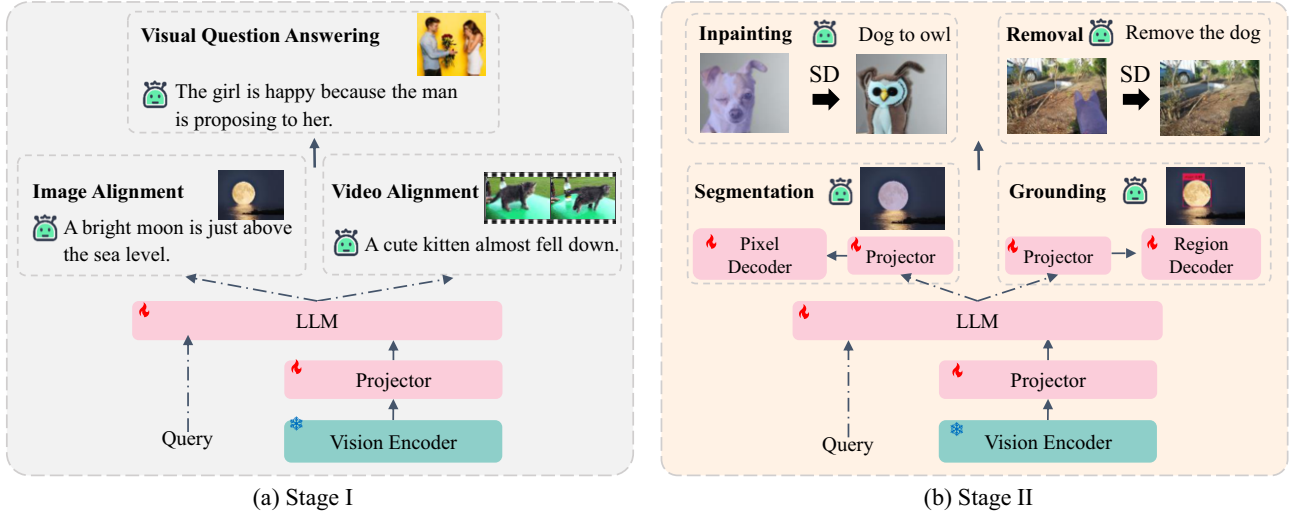 Visual Question Answering
The girl is happy because the man
is proposing to her.
Image Alignment
A bright moon is just above
the sea level.
Video Alignment
A cute kitten almost fell down.
LLM
Projector
Query
Vision Encoder
(a) Stage I
Inpainting
Dog to owl
SD
Removal
Remove the dog
SD
Segmentation
Pixel
Decoder
Projector
Grounding
Projector
Region
Decoder
LLM
Projector
Query
Vision Encoder
(b) Stage II